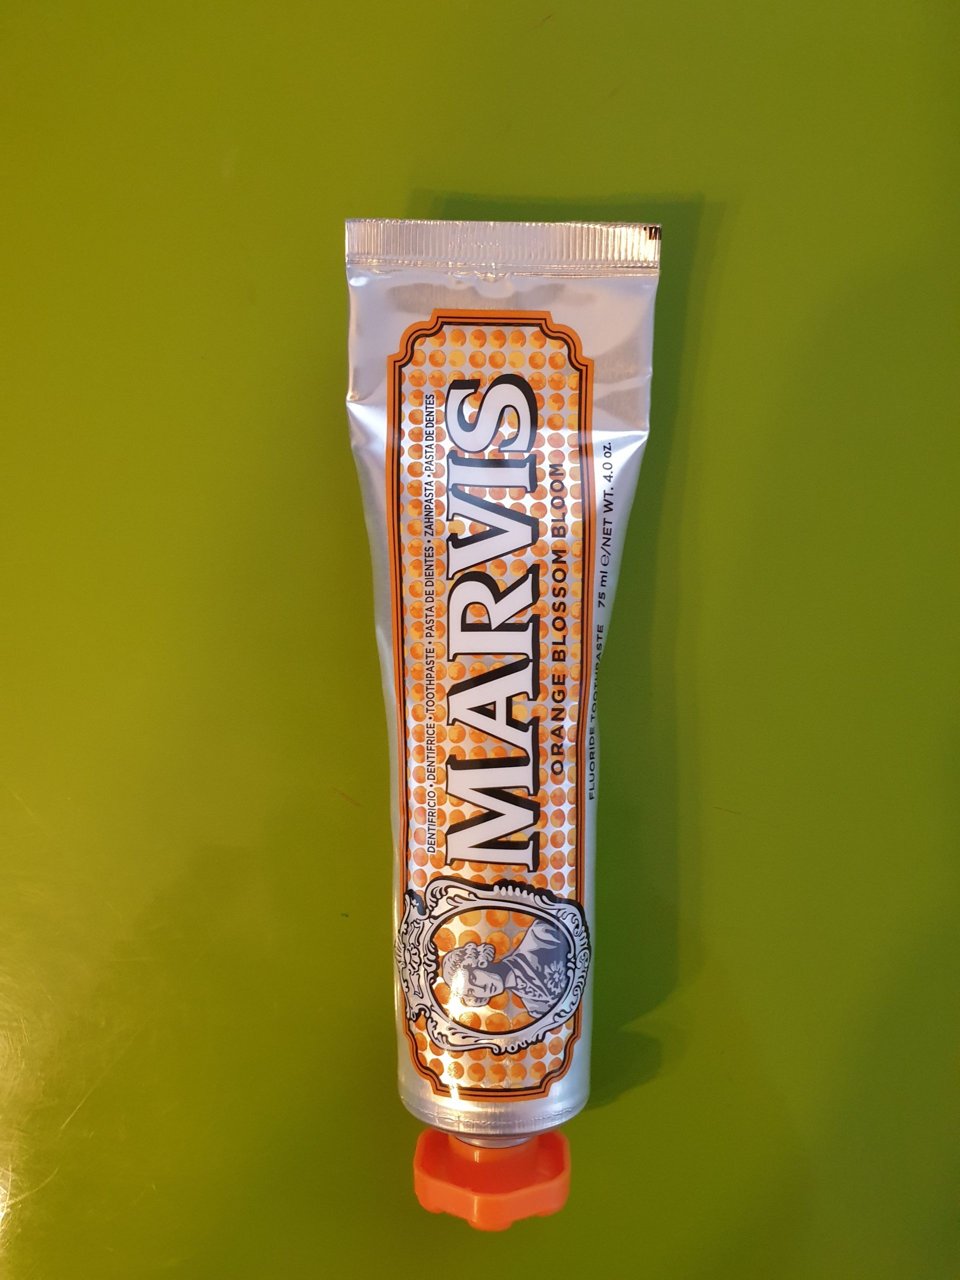 DENTIFRICIO • DENTIFRICE • TOOTHPASTE • PASTA DE DIENTES • ZAHNPASTA • PASTA DE DENTES
MARVIS
ORANGE BLOSSOM BLOOM
FLUORIDE TOOTHPASTE 75 ml ℮/NET WT. 4.0 oz.